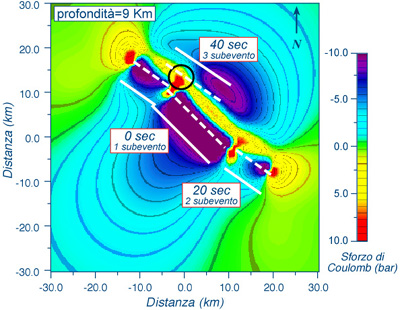 profondità=9 Km
N
40 sec
3 subevento
0 sec
1 subevento
20 sec
2 subevento
30.0
20.0
10.0
0.0
-10.0
-20.0
-30.0
Distanza (km)
-30.0 -20.0 -10.0 0.0 10.0 20.0 30.0
Distanza (km)
-10.0
-5.0
0.0
5.0
10.0
Sforzo di
Coulomb (bar)